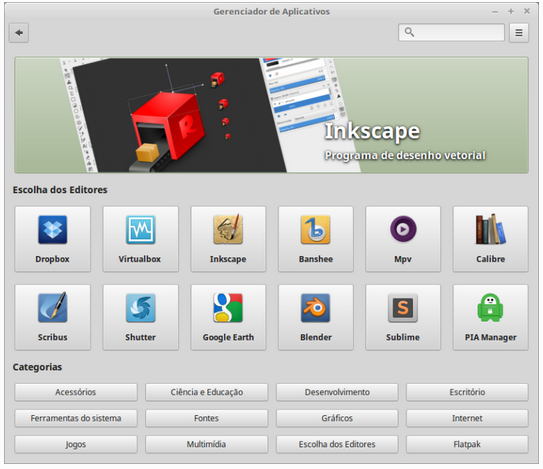 Gerenciador de Aplicativos
Inkscape
Programa de desenho vetorial
Escolha dos Editores
Dropbox Virtualbox Inkscape Banshee Mpv Calibre
Scribus Shutter Google Earth Blender Sublime PIA Manager
Categorias
Acessórios Ciência e Educação Desenvolvimento Escritório
Ferramentas do sistema Fontes Gráficos Internet
Jogos Multimídia Escolha dos Editores Flatpak